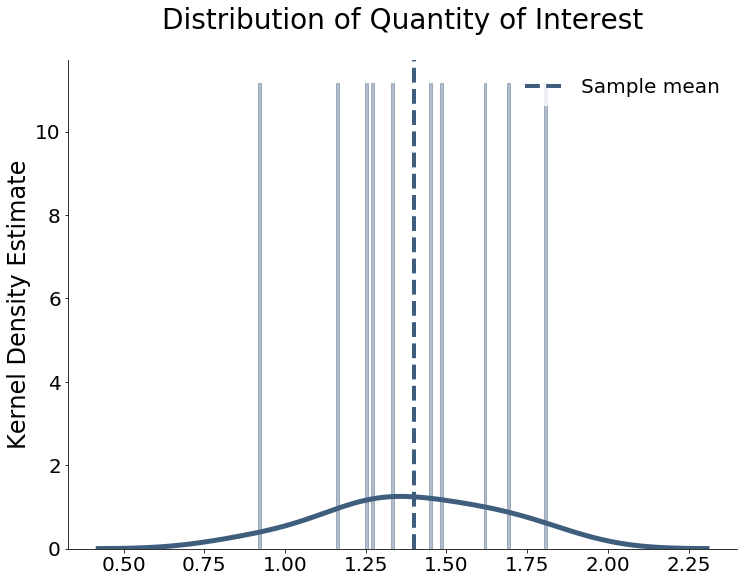 Distribution of Quantity of Interest
Sample mean
Kernel Density Estimate
10
8
6
4
2
0
0.50 0.75 1.00 1.25 1.50 1.75 2.00 2.25